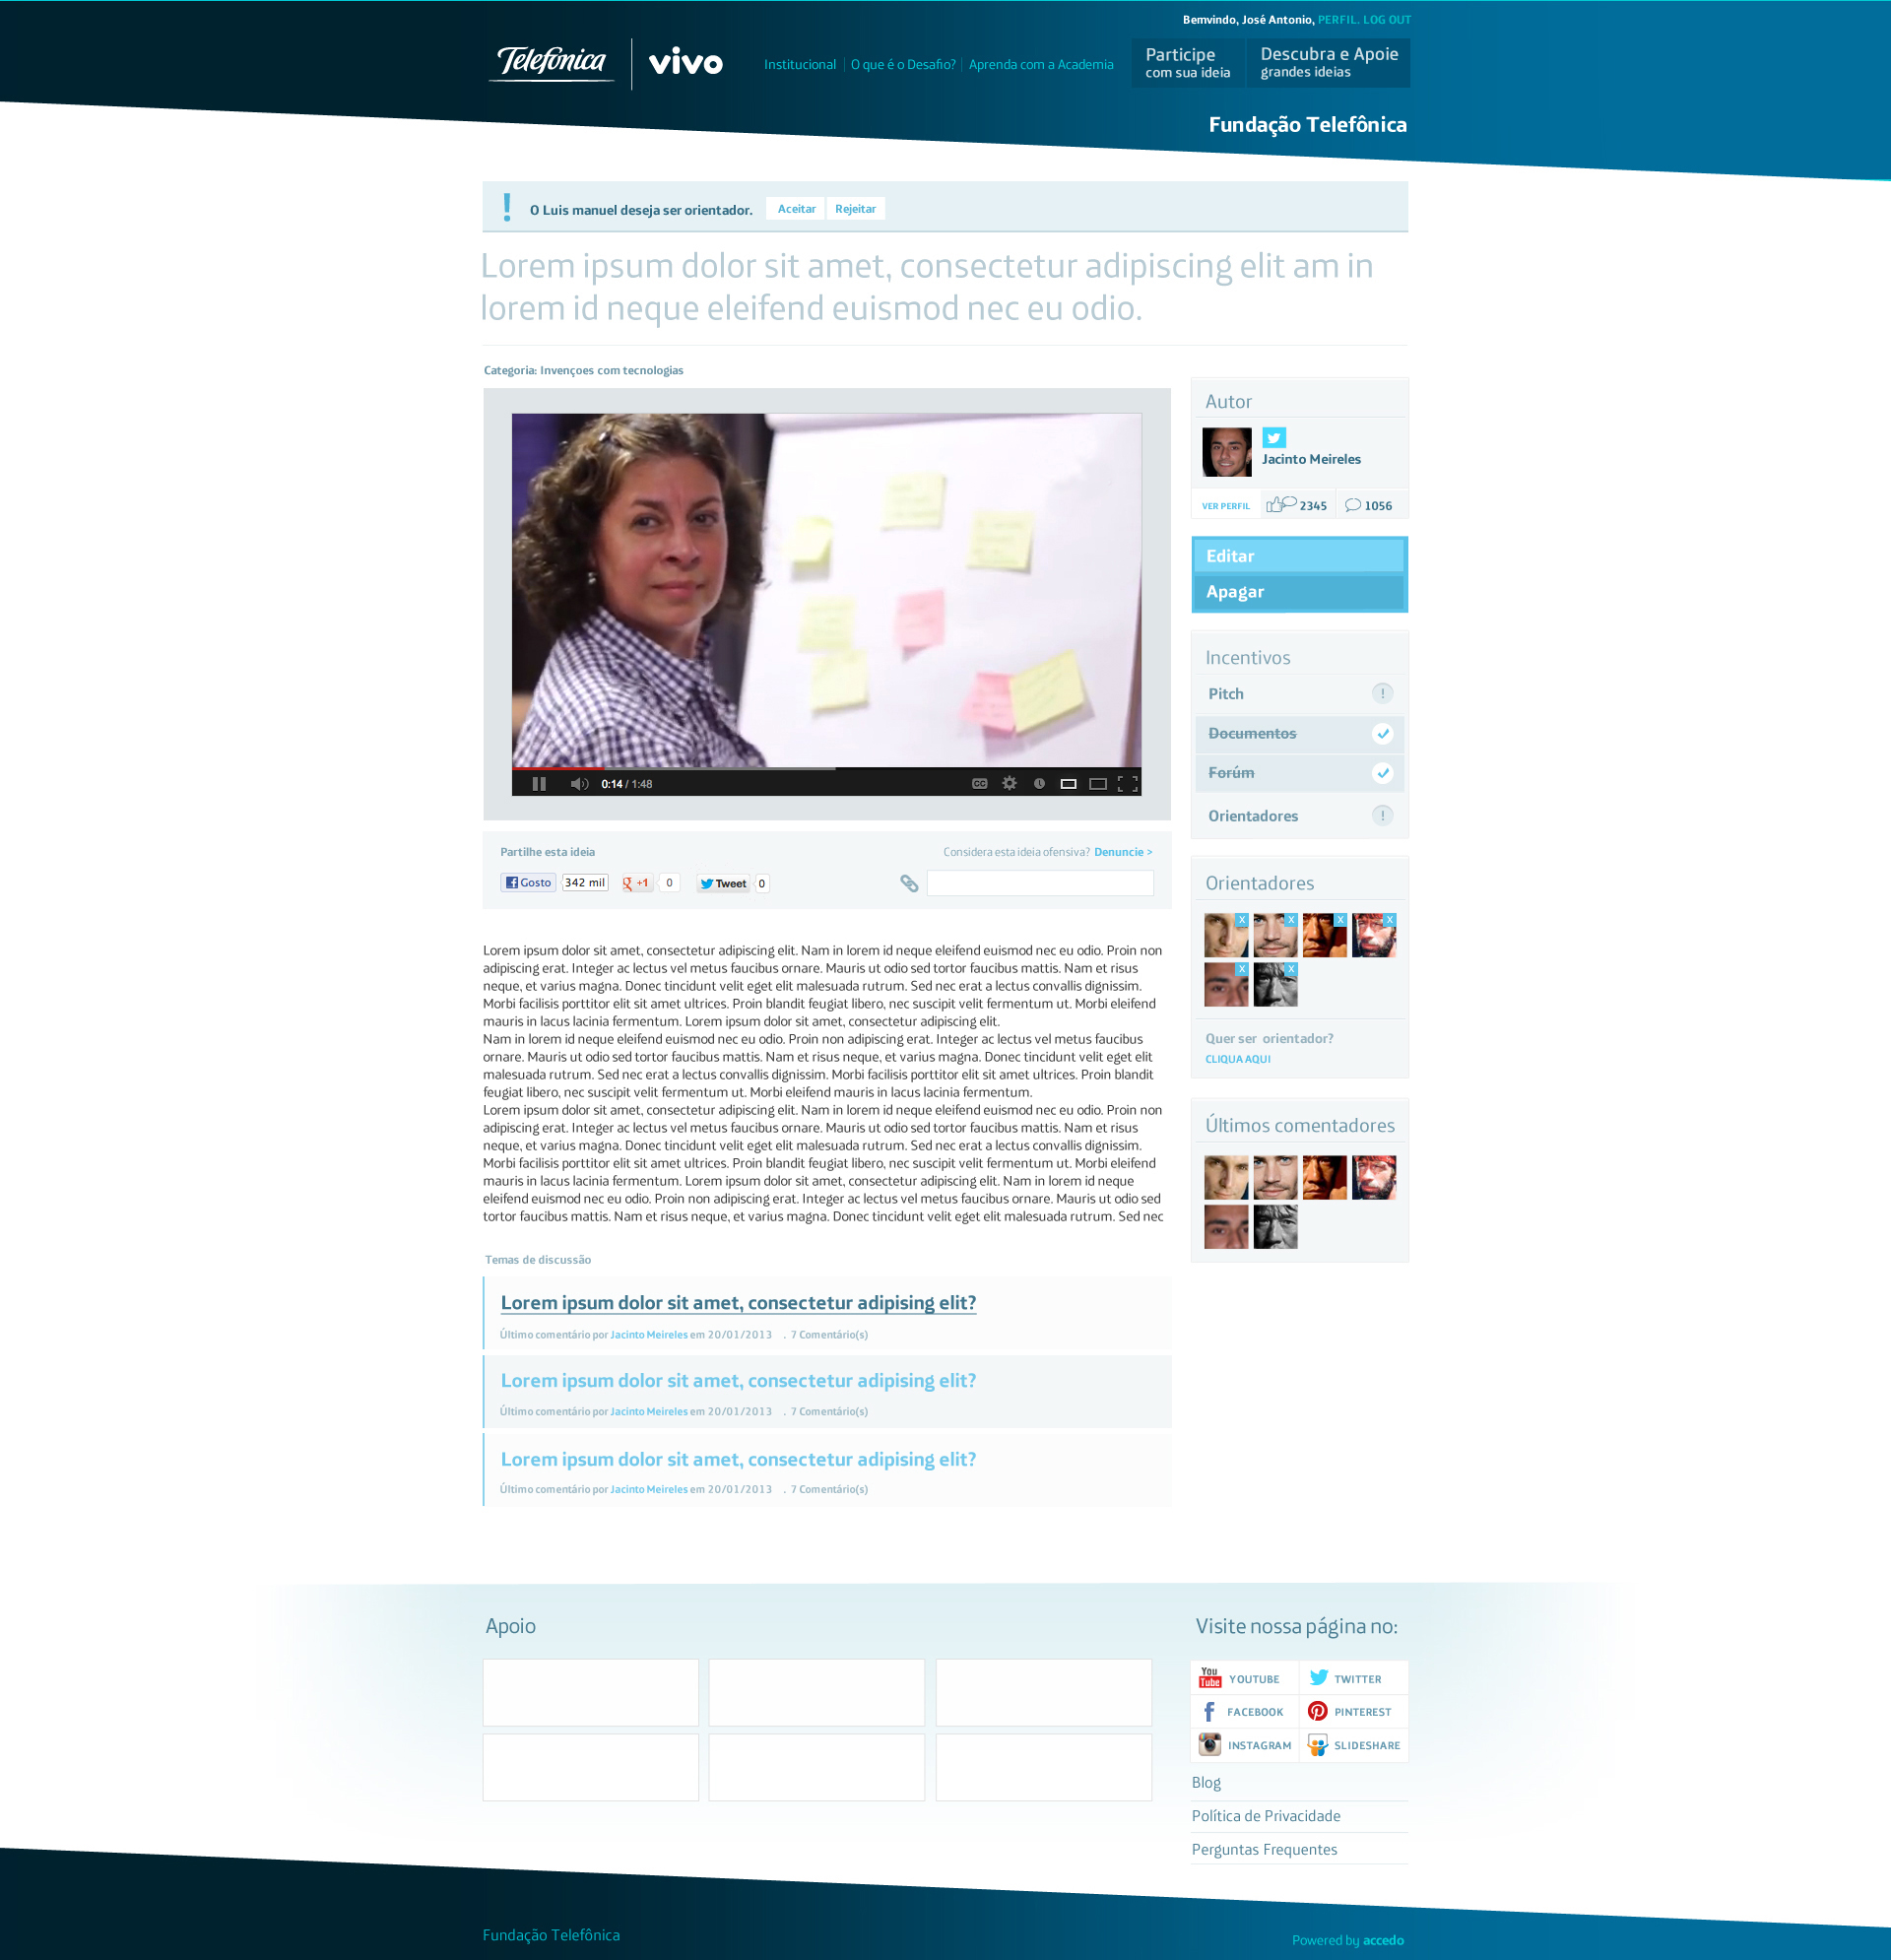 Bemvindo, José Antonio, PERFIL. LOG OUT
Telefónica
vivo
Institucional
O que é o Desafio?
Aprenda com a Academia
Participe
com sua ideia
Descubra e Apoie
grandes ideias
Fundação Telefônica
! O Luis manuel deseja ser orientador. Aceitar Rejeitar
Lorem ipsum dolor sit amet, consectetur adipiscing elit am in
lorem id neque eleifend euismod nec eu odio.
Categoria: Invençoes com tecnologias
0:14 / 1:48
CC
Partilhe esta ideia
Considera esta ideia ofensiva? Denuncie >
Gosto 342 mil
+1 0
Tweet 0
Lorem ipsum dolor sit amet, consectetur adipiscing elit. Nam in lorem id neque eleifend euismod nec eu odio. Proin non
adipiscing erat. Integer ac lectus vel metus faucibus ornare. Mauris ut odio sed tortor faucibus mattis. Nam et risus
neque, et varius magna. Donec tincidunt velit eget elit malesuada rutrum. Sed nec erat a lectus convallis dignissim.
Morbi facilisis porttitor elit sit amet ultrices. Proin blandit feugiat libero, nec suscipit velit fermentum ut. Morbi eleifend
mauris in lacus lacinia fermentum. Lorem ipsum dolor sit amet, consectetur adipiscing elit.
Nam in lorem id neque eleifend euismod nec eu odio. Proin non adipiscing erat. Integer ac lectus vel metus faucibus
ornare. Mauris ut odio sed tortor faucibus mattis. Nam et risus neque, et varius magna. Donec tincidunt velit eget elit
malesuada rutrum. Sed nec erat a lectus convallis dignissim. Morbi facilisis porttitor elit sit amet ultrices. Proin blandit
feugiat libero, nec suscipit velit fermentum ut. Morbi eleifend mauris in lacus lacinia fermentum.
Lorem ipsum dolor sit amet, consectetur adipiscing elit. Nam in lorem id neque eleifend euismod nec eu odio. Proin non
adipiscing erat. Integer ac lectus vel metus faucibus ornare. Mauris ut odio sed tortor faucibus mattis. Nam et risus
neque, et varius magna. Donec tincidunt velit eget elit malesuada rutrum. Sed nec erat a lectus convallis dignissim.
Morbi facilisis porttitor elit sit amet ultrices. Proin blandit feugiat libero, nec suscipit velit fermentum ut. Morbi eleifend
mauris in lacus lacinia fermentum. Lorem ipsum dolor sit amet, consectetur adipiscing elit. Nam in lorem id neque
eleifend euismod nec eu odio. Proin non adipiscing erat. Integer ac lectus vel metus faucibus ornare. Mauris ut odio sed
tortor faucibus mattis. Nam et risus neque, et varius magna. Donec tincidunt velit eget elit malesuada rutrum. Sed nec
Temas de discussão
Lorem ipsum dolor sit amet, consectetur adipising elit?
Último comentário por Jacinto Meireles em 20/01/2013 . 7 Comentário(s)
Lorem ipsum dolor sit amet, consectetur adipising elit?
Último comentário por Jacinto Meireles em 20/01/2013 . 7 Comentário(s)
Lorem ipsum dolor sit amet, consectetur adipising elit?
Último comentário por Jacinto Meireles em 20/01/2013 . 7 Comentário(s)
Autor
Jacinto Meireles
VER PERFIL 2345 1056
Editar
Apagar
Incentivos
Pitch !
Documentos
Forúm
Orientadores !
Orientadores
X X X X
X X
Quer ser orientador?
CLIQUA AQUI
Últimos comentadores
Apoio
Visite nossa página no:
You Tube YOUTUBE
TWITTER
FACEBOOK
PINTEREST
INSTAGRAM
SLIDESHARE
Blog
Política de Privacidade
Perguntas Frequentes
Fundação Telefônica
Powered by accedo